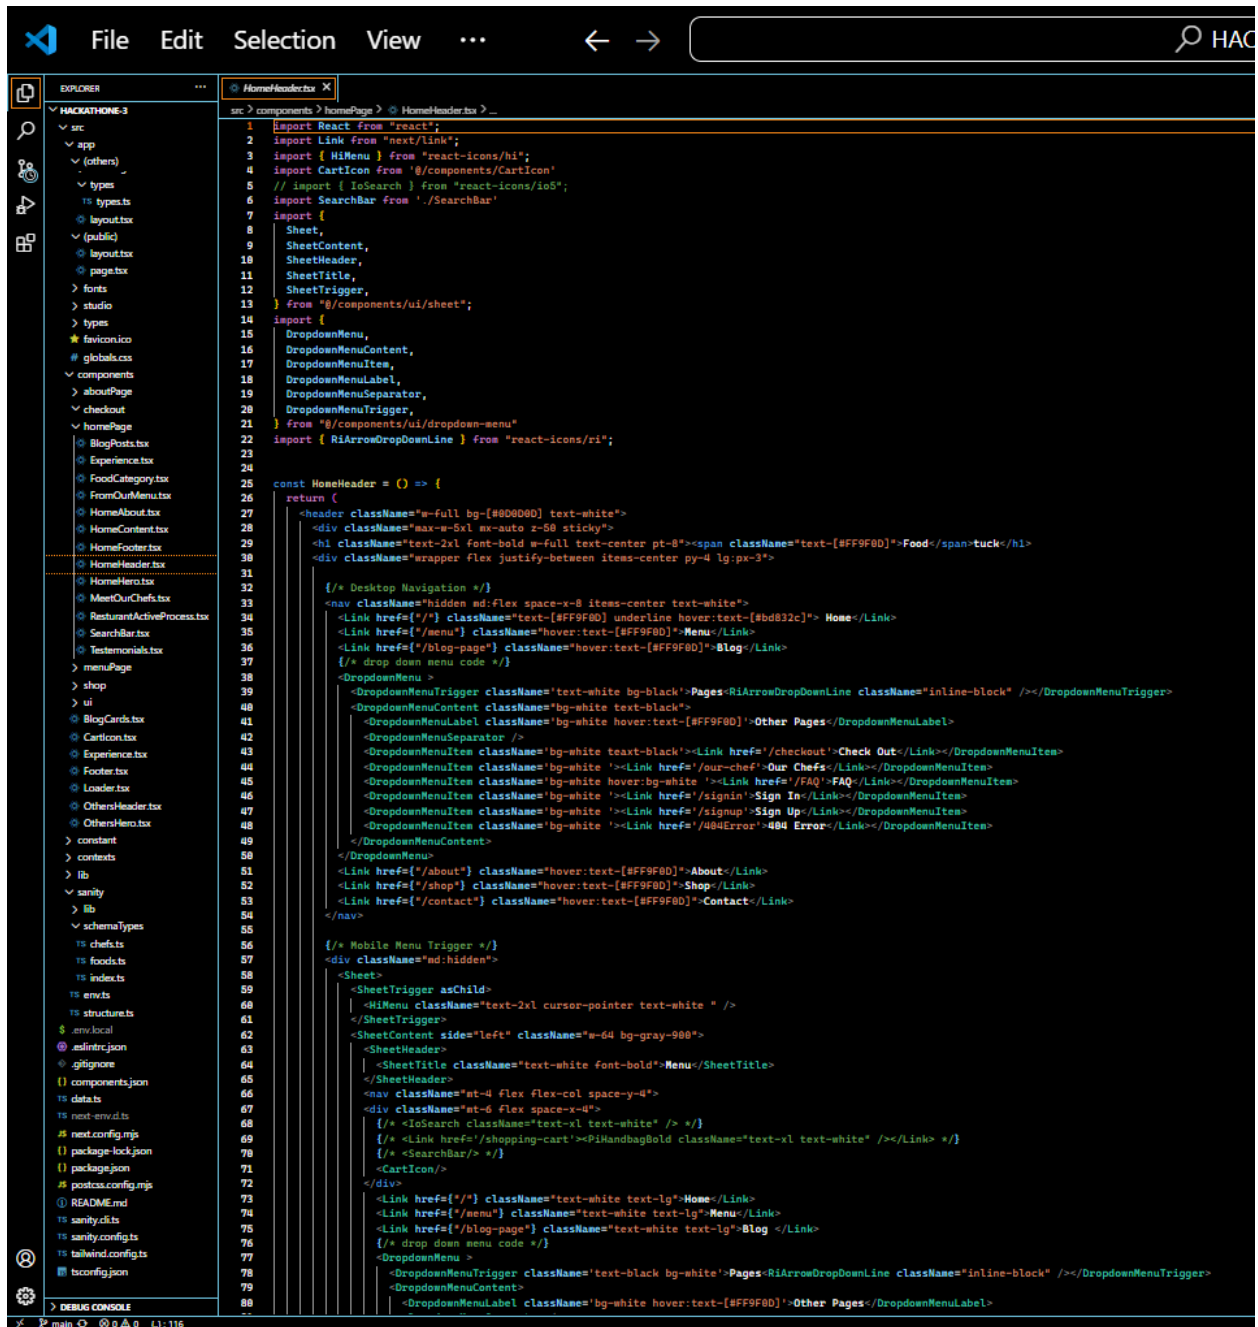 File Edit Selection View ··· ← → HAC
EXPLORER ···
HACKATHONE-3
src
app
(others)
types
TS types.ts
layout.tsx
(public)
layout.tsx
page.tsx
fonts
studio
types
favicon.ico
# globals.css
components
aboutPage
checkout
homePage
BlogPosts.tsx
Experience.tsx
FoodCategory.tsx
FromOurMenu.tsx
HomeAbout.tsx
HomeContent.tsx
HomeFooter.tsx
HomeHeader.tsx
HomeHero.tsx
MeetOurChefs.tsx
ResturantActiveProcess.tsx
SearchBar.tsx
Testemonials.tsx
menuPage
shop
ui
BlogCards.tsx
CartIcon.tsx
Experience.tsx
Footer.tsx
Loader.tsx
OthersHeader.tsx
OthersHero.tsx
constant
contexts
lib
sanity
lib
schemaTypes
TS chefs.ts
TS foods.ts
TS index.ts
TS env.ts
TS structure.ts
$ .env.local
.eslintrc.json
.gitignore
{} components.json
TS data.ts
TS next-env.d.ts
JS next.config.mjs
{} package-lock.json
{} package.json
JS postcss.config.mjs
README.md
TS sanity.cli.ts
TS sanity.config.ts
TS tailwind.config.ts
tsconfig.json
DEBUG CONSOLE
HomeHeader.tsx ×
src > components > homePage > HomeHeader.tsx > ...
1 import React from "react";
2 import Link from "next/link";
3 import { HiMenu } from "react-icons/hi";
4 import CartIcon from '@/components/CartIcon'
5 // import { IoSearch } from "react-icons/io5";
6 import SearchBar from './SearchBar'
7 import {
8 Sheet,
9 SheetContent,
10 SheetHeader,
11 SheetTitle,
12 SheetTrigger,
13 } from "@/components/ui/sheet";
14 import {
15 DropdownMenu,
16 DropdownMenuContent,
17 DropdownMenuItem,
18 DropdownMenuLabel,
19 DropdownMenuSeparator,
20 DropdownMenuTrigger,
21 } from "@/components/ui/dropdown-menu"
22 import { RiArrowDropDownLine } from "react-icons/ri";
23
24
25 const HomeHeader = () => {
26 return (
27 <header className="w-full bg-[#0D0D0D] text-white">
28 <div className="max-w-5xl mx-auto z-50 sticky">
29 <h1 className="text-2xl font-bold w-full text-center pt-8"><span className="text-[#FF9F0D]">Food</span>tuck</h1>
30 <div className="wrapper flex justify-between items-center py-4 lg:px-3">
31
32 {/* Desktop Navigation */}
33 <nav className="hidden md:flex space-x-8 items-center text-white">
34 <Link href={"/"} className="text-[#FF9F0D] underline hover:text-[#bd832c]"> Home</Link>
35 <Link href={"/menu"} className="hover:text-[#FF9F0D]">Menu</Link>
36 <Link href={"/blog-page"} className="hover:text-[#FF9F0D]">Blog</Link>
37 {/* drop down menu code */}
38 <DropdownMenu >
39 <DropdownMenuTrigger className='text-white bg-black'>Pages<RiArrowDropDownLine className="inline-block" /></DropdownMenuTrigger>
40 <DropdownMenuContent className="bg-white text-black">
41 <DropdownMenuLabel className='bg-white hover:text-[#FF9F0D]'>Other Pages</DropdownMenuLabel>
42 <DropdownMenuSeparator />
43 <DropdownMenuItem className='bg-white teaxt-black'><Link href='/checkout'>Check Out</Link></DropdownMenuItem>
44 <DropdownMenuItem className='bg-white '><Link href='/our-chef'>Our Chefs</Link></DropdownMenuItem>
45 <DropdownMenuItem className='bg-white hover:bg-white '><Link href='/FAQ'>FAQ</Link></DropdownMenuItem>
46 <DropdownMenuItem className='bg-white '><Link href='/signin'>Sign In</Link></DropdownMenuItem>
47 <DropdownMenuItem className='bg-white '><Link href='/signup'>Sign Up</Link></DropdownMenuItem>
48 <DropdownMenuItem className='bg-white '><Link href='/404Error'>404 Error</Link></DropdownMenuItem>
49 </DropdownMenuContent>
50 </DropdownMenu>
51 <Link href={"/about"} className="hover:text-[#FF9F0D]">About</Link>
52 <Link href={"/shop"} className="hover:text-[#FF9F0D]">Shop</Link>
53 <Link href={"/contact"} className="hover:text-[#FF9F0D]">Contact</Link>
54 </nav>
55
56 {/* Mobile Menu Trigger */}
57 <div className="md:hidden">
58 <Sheet>
59 <SheetTrigger asChild>
60 <HiMenu className="text-2xl cursor-pointer text-white " />
61 </SheetTrigger>
62 <SheetContent side="left" className="w-64 bg-gray-900">
63 <SheetHeader>
64 <SheetTitle className="text-white font-bold">Menu</SheetTitle>
65 </SheetHeader>
66 <nav className="mt-4 flex flex-col space-y-4">
67 <div className="mt-6 flex space-x-4">
68 {/* <IoSearch className="text-xl text-white" /> */}
69 {/* <Link href='/shopping-cart'><PiHandbagBold className="text-xl text-white" /></Link> */}
70 {/* <SearchBar/> */}
71 <CartIcon/>
72 </div>
73 <Link href={"/"} className="text-white text-lg">Home</Link>
74 <Link href={"/menu"} className="text-white text-lg">Menu</Link>
75 <Link href={"/blog-page"} className="text-white text-lg">Blog </Link>
76 {/* drop down menu code */}
77 <DropdownMenu >
78 <DropdownMenuTrigger className='text-black bg-white'>Pages<RiArrowDropDownLine className="inline-block" /></DropdownMenuTrigger>
79 <DropdownMenuContent>
80 <DropdownMenuLabel className='bg-white hover:text-[#FF9F0D]'>Other Pages</DropdownMenuLabel>
main 0 0 116